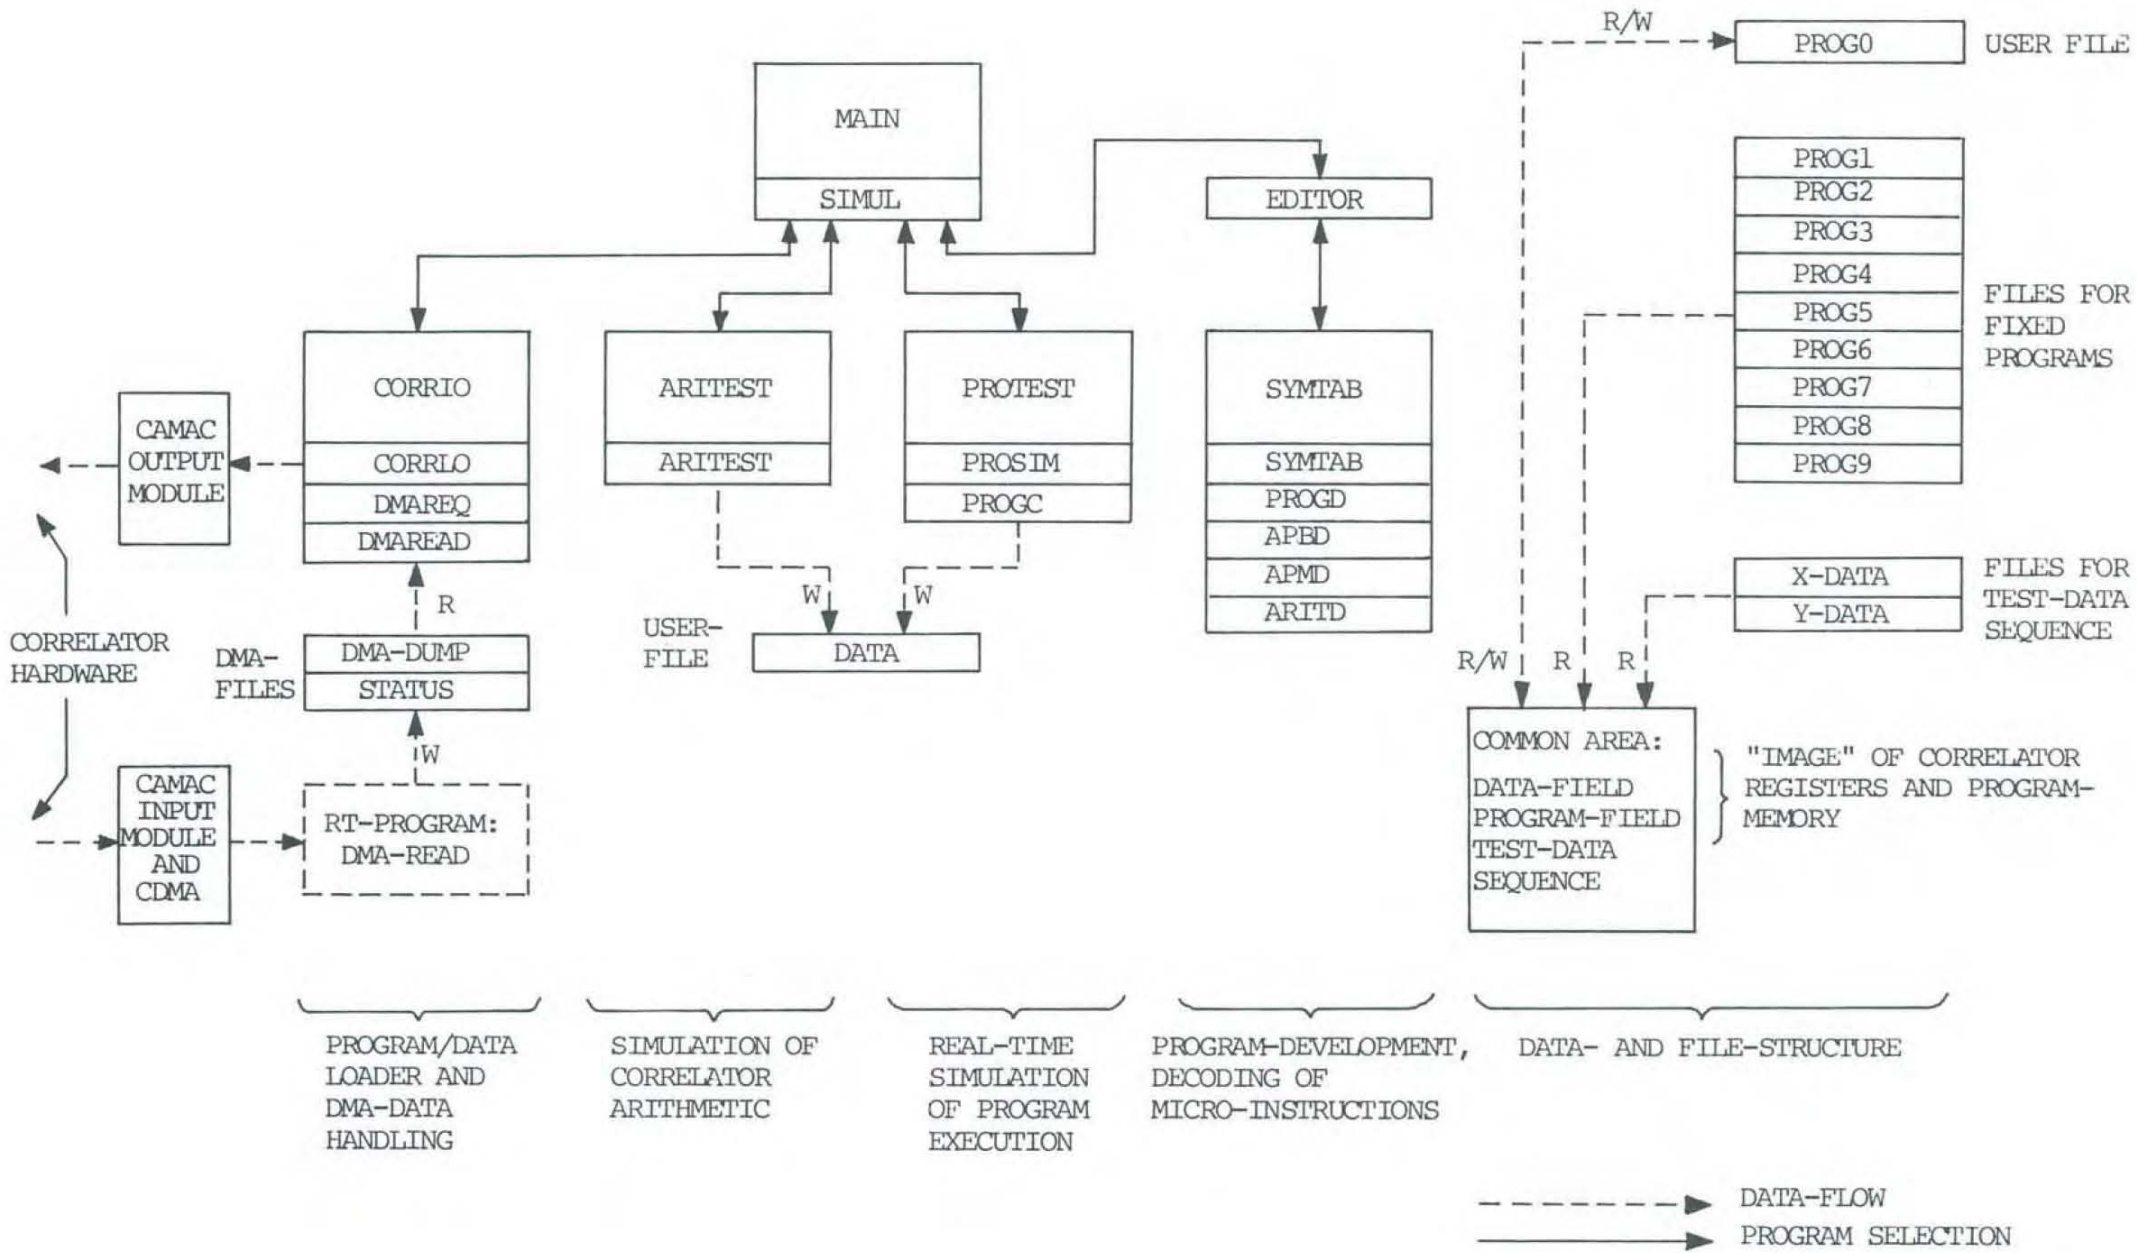 R/W
PROG0
USER FILE
MAIN
SIMUL
EDITOR
PROG1
PROG2
PROG3
PROG4
PROG5
PROG6
PROG7
PROG8
PROG9
FILES FOR
FIXED
PROGRAMS
CORRIO
CORRLO
DMAREQ
DMAREAD
ARITEST
ARITEST
PROTEST
PROSIM
PROGC
SYMTAB
SYMTAB
PROGD
APBD
APMD
ARITD
CAMAC
OUTPUT
MODULE
R
CORRELATOR
HARDWARE
DMA-
FILES
DMA-DUMP
STATUS
W
CAMAC
INPUT
MODULE
AND
CDMA
RT-PROGRAM:
DMA-READ
W
W
USER-
FILE
DATA
X-DATA
Y-DATA
FILES FOR
TEST-DATA
SEQUENCE
R/W
R
R
COMMON AREA:
DATA-FIELD
PROGRAM-FIELD
TEST-DATA
SEQUENCE
"IMAGE" OF CORRELATOR
REGISTERS AND PROGRAM-
MEMORY
PROGRAM/DATA
LOADER AND
DMA-DATA
HANDLING
SIMULATION OF
CORRELATOR
ARITHMETIC
REAL-TIME
SIMULATION
OF PROGRAM
EXECUTION
PROGRAM-DEVELOPMENT,
DECODING OF
MICRO-INSTRUCTIONS
DATA- AND FILE-STRUCTURE
DATA-FLOW
PROGRAM SELECTION